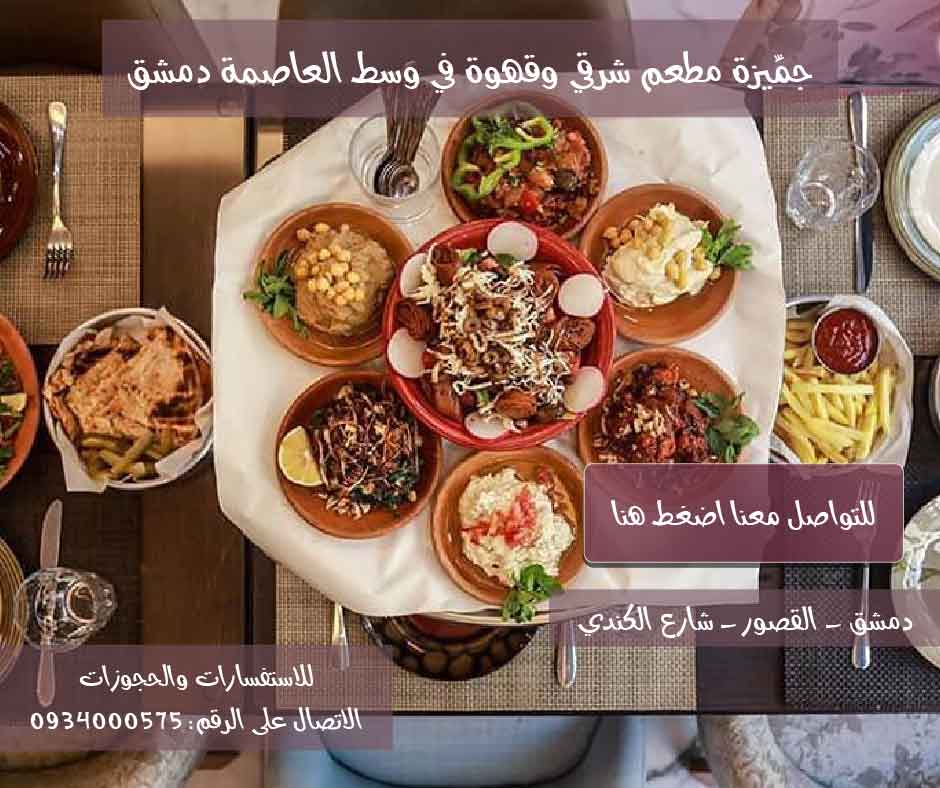 جمّيزة مطعم شرقي وقهوة في وسط العاصمة دمشق
للتواصل معنا اضغط هنا
دمشق - القصور - شارع الكندي
للاستفسارات والحجوزات
الاتصال على الرقم: 0934000575